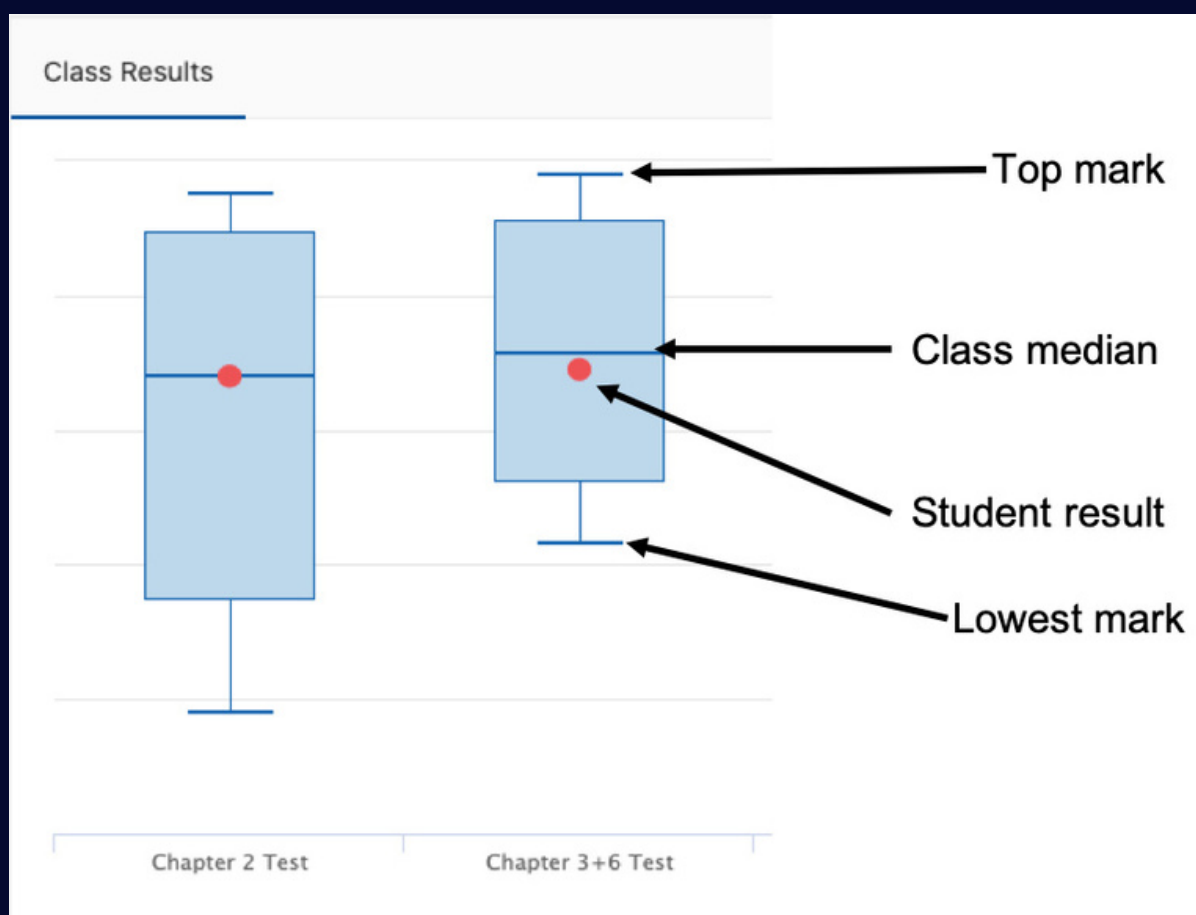 Class Results
Top mark
Class median
Student result
Lowest mark
Chapter 2 Test
Chapter 3+6 Test